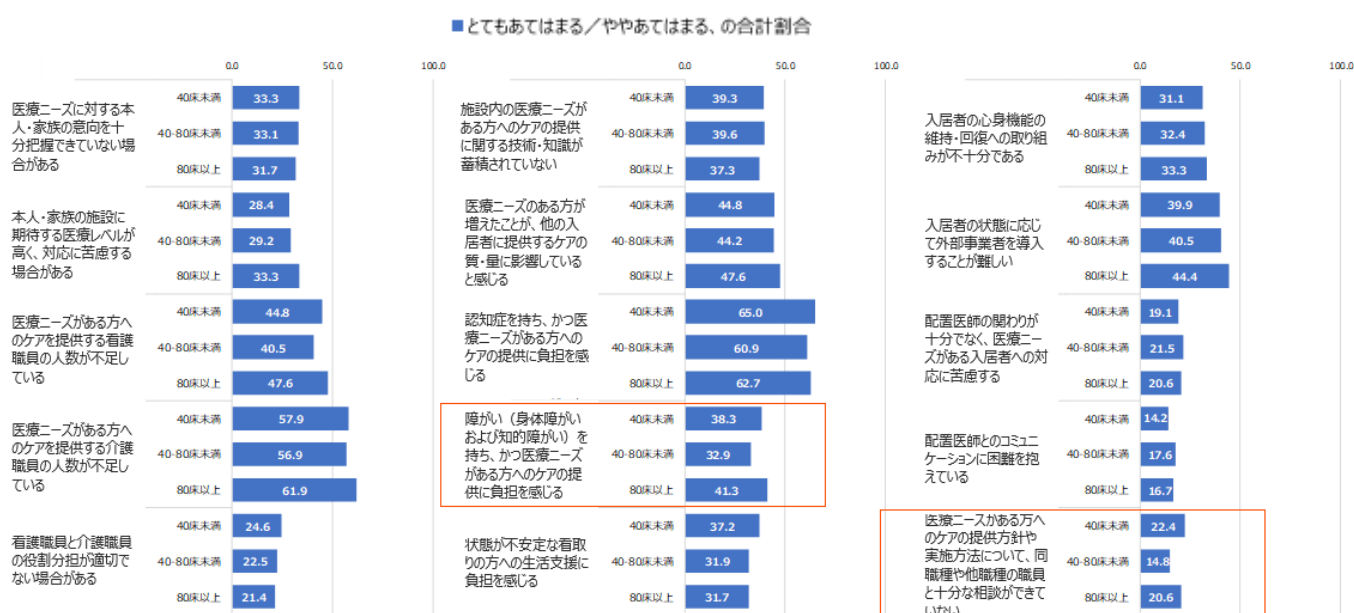 ■とてもあてはまる／ややあてはまる、の合計割合
0.0 50.0 100.0
医療ニーズに対する本
人・家族の意向を十
分把握できていない場
合がある
40床未満 33.3
40-80床未満 33.1
80床以上 31.7
本人・家族の施設に
期待する医療レベルが
高く、対応に苦慮する
場合がある
40床未満 28.4
40-80床未満 29.2
80床以上 33.3
医療ニーズがある方へ
のケアを提供する看護
職員の人数が不足し
ている
40床未満 44.8
40-80床未満 40.5
80床以上 47.6
医療ニーズがある方へ
のケアを提供する介護
職員の人数が不足し
ている
40床未満 57.9
40-80床未満 56.9
80床以上 61.9
看護職員と介護職員
の役割分担が適切で
ない場合がある
40床未満 24.6
40-80床未満 22.5
80床以上 21.4
0.0 50.0 100.0
施設内の医療ニーズが
ある方へのケアの提供
に関する技術・知識が
蓄積されていない
40床未満 39.3
40-80床未満 39.6
80床以上 37.3
医療ニーズのある方が
増えたことが、他の入
居者に提供するケアの
質・量に影響している
と感じる
40床未満 44.8
40-80床未満 44.2
80床以上 47.6
認知症を持ち、かつ医
療ニーズがある方への
ケアの提供に負担を感
じる
40床未満 65.0
40-80床未満 60.9
80床以上 62.7
障がい（身体障がい
および知的障がい）を
持ち、かつ医療ニーズ
がある方へのケアの提
供に負担を感じる
40床未満 38.3
40-80床未満 32.9
80床以上 41.3
状態が不安定な看取
りの方への生活支援に
負担を感じる
40床未満 37.2
40-80床未満 31.9
80床以上 31.7
0.0 50.0 100.0
入居者の心身機能の
維持・回復への取り組
みが不十分である
40床未満 31.1
40-80床未満 32.4
80床以上 33.3
入居者の状態に応じ
て外部事業者を導入
することが難しい
40床未満 39.9
40-80床未満 40.5
80床以上 44.4
配置医師の関わりが
十分でなく、医療ニー
ズがある入居者への対
応に苦慮する
40床未満 19.1
40-80床未満 21.5
80床以上 20.6
配置医師とのコミュニ
ケーションに困難を抱
えている
40床未満 14.2
40-80床未満 17.6
80床以上 16.7
医療ニーズがある方へ
のケアの提供方針や
実施方法について、同
職種や他職種の職員
と十分な相談ができて
いない
40床未満 22.4
40-80床未満 14.8
80床以上 20.6